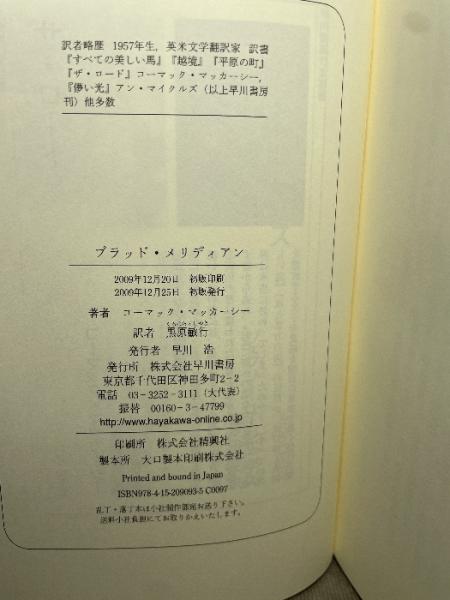 訳者略歴 1957年生,英米文学翻訳家 訳書
『すべての美しい馬』『越境』『平原の町』
『ザ・ロード』コーマック・マッカーシー,
『儚い光』アン・マイクルズ(以上早川書房
刊)他多数
ブラッド・メリディアン
2009年12月20日 初版印刷
2009年12月25日 初版発行
著者 コーマック・マッカーシー
訳者 黒原敏行
発行者 早川 浩
発行所 株式会社早川書房
東京都千代田区神田多町2-2
電話 03-3252-3111(大代表)
振替 00160-3-47799
http://www.hayakawa-online.co.jp
印刷所 株式会社精興社
製本所 大口製本印刷株式会社
Printed and bound in Japan
ISBN978-4-15-209093-5 C0097
乱丁・落丁本は小社制作部宛お送り下さい。
送料小社負担にてお取りかえいたします。